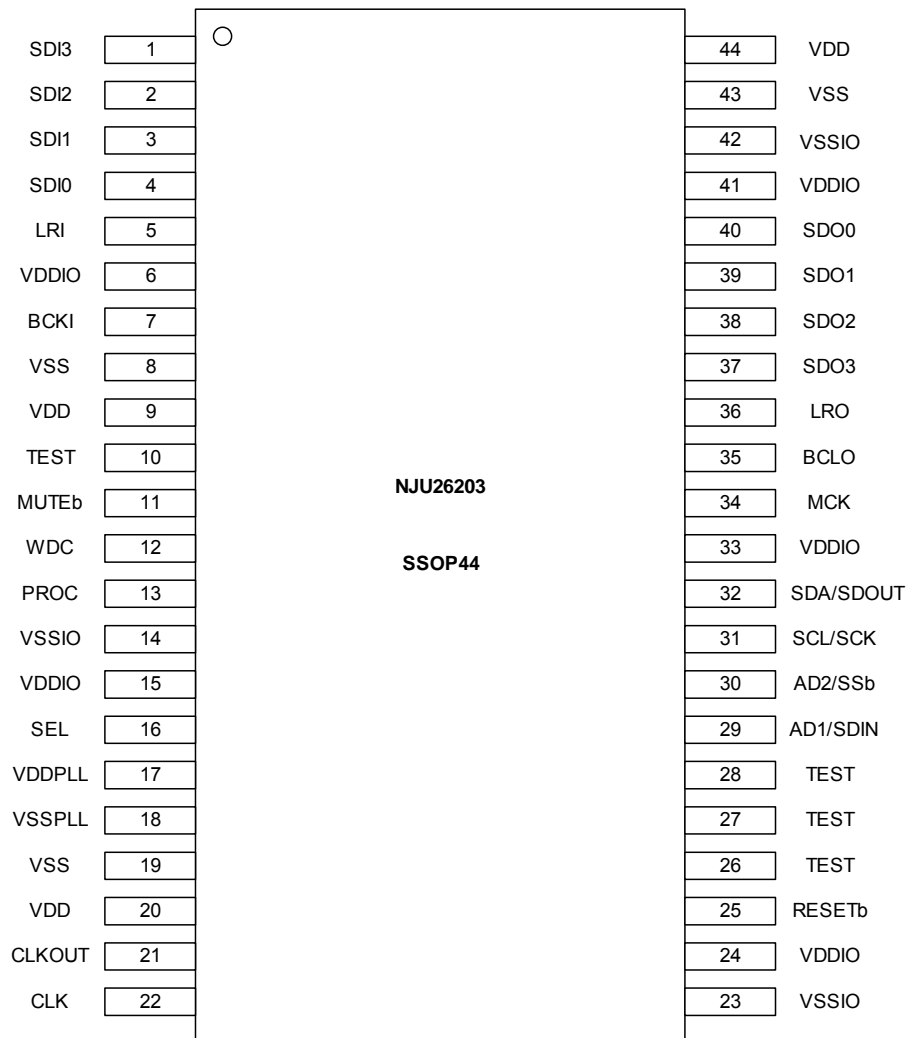 SDI3 1 44 VDD
SDI2 2 43 VSS
SDI1 3 42 VSSIO
SDI0 4 41 VDDIO
LRI 5 40 SDO0
VDDIO 6 39 SDO1
BCKI 7 38 SDO2
VSS 8 37 SDO3
VDD 9 36 LRO
TEST 10 35 BCLO
NJU26203
MUTEb 11 34 MCK
WDC 12 33 VDDIO
SSOP44
PROC 13 32 SDA/SDOUT
VSSIO 14 31 SCL/SCK
VDDIO 15 30 AD2/SSb
SEL 16 29 AD1/SDIN
VDDPLL 17 28 TEST
VSSPLL 18 27 TEST
VSS 19 26 TEST
VDD 20 25 RESETb
CLKOUT 21 24 VDDIO
CLK 22 23 VSSIO